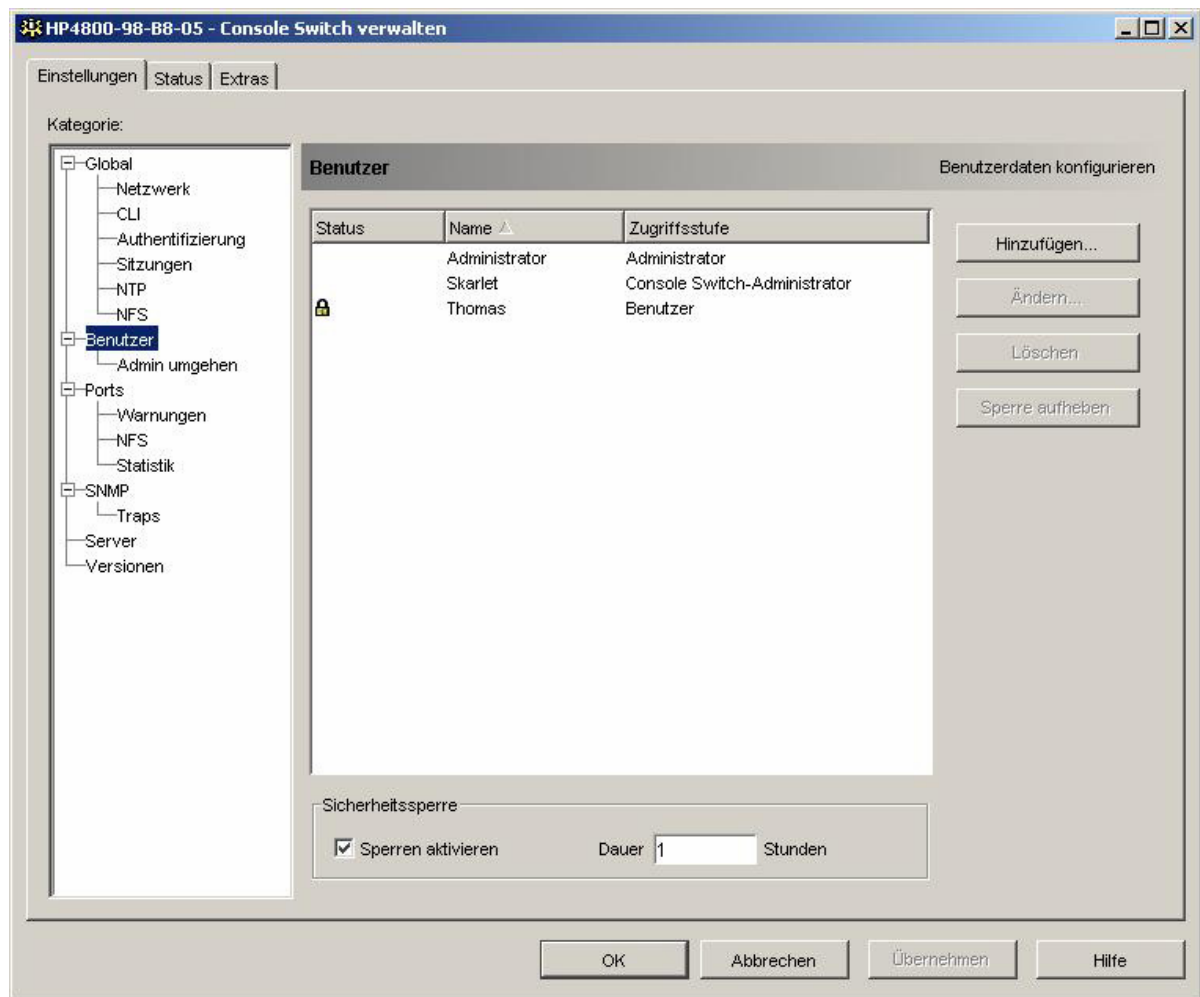 HP4800-98-B8-05 - Console Switch verwalten
Einstellungen Status Extras
Kategorie:
Global
Netzwerk
CLI
Authentifizierung
Sitzungen
NTP
NFS
Benutzer
Admin umgehen
Ports
Warnungen
NFS
Statistik
SNMP
Traps
Server
Versionen
Benutzer Benutzerdaten konfigurieren
Status Name Zugriffsstufe
Administrator Administrator
Skarlet Console Switch-Administrator
Thomas Benutzer
Hinzufügen...
Ändern...
Löschen
Sperre aufheben
Sicherheitssperre
Sperren aktivieren Dauer 1 Stunden
OK Abbrechen Übernehmen Hilfe